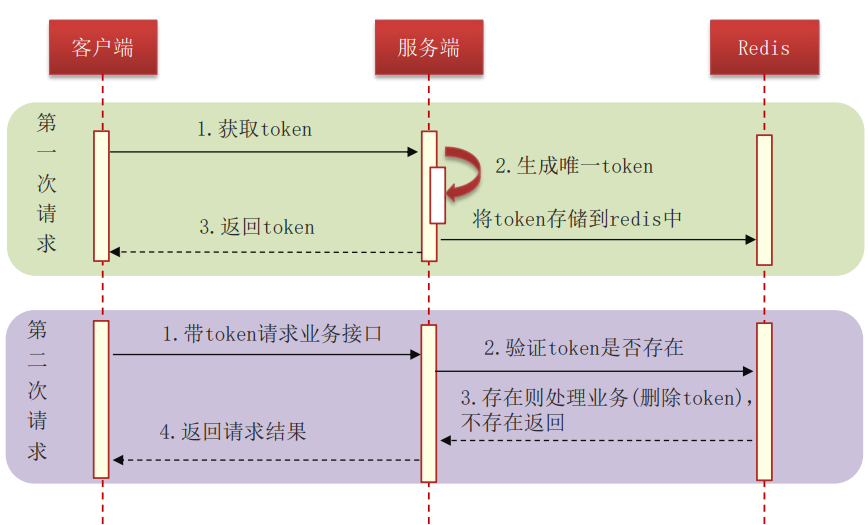 客户端
服务端
Redis
第一次请求
1.获取token
2.生成唯一token
将token存储到redis中
3.返回token
第二次请求
1.带token请求业务接口
2.验证token是否存在
3.存在则处理业务(删除token),
不存在返回
4.返回请求结果